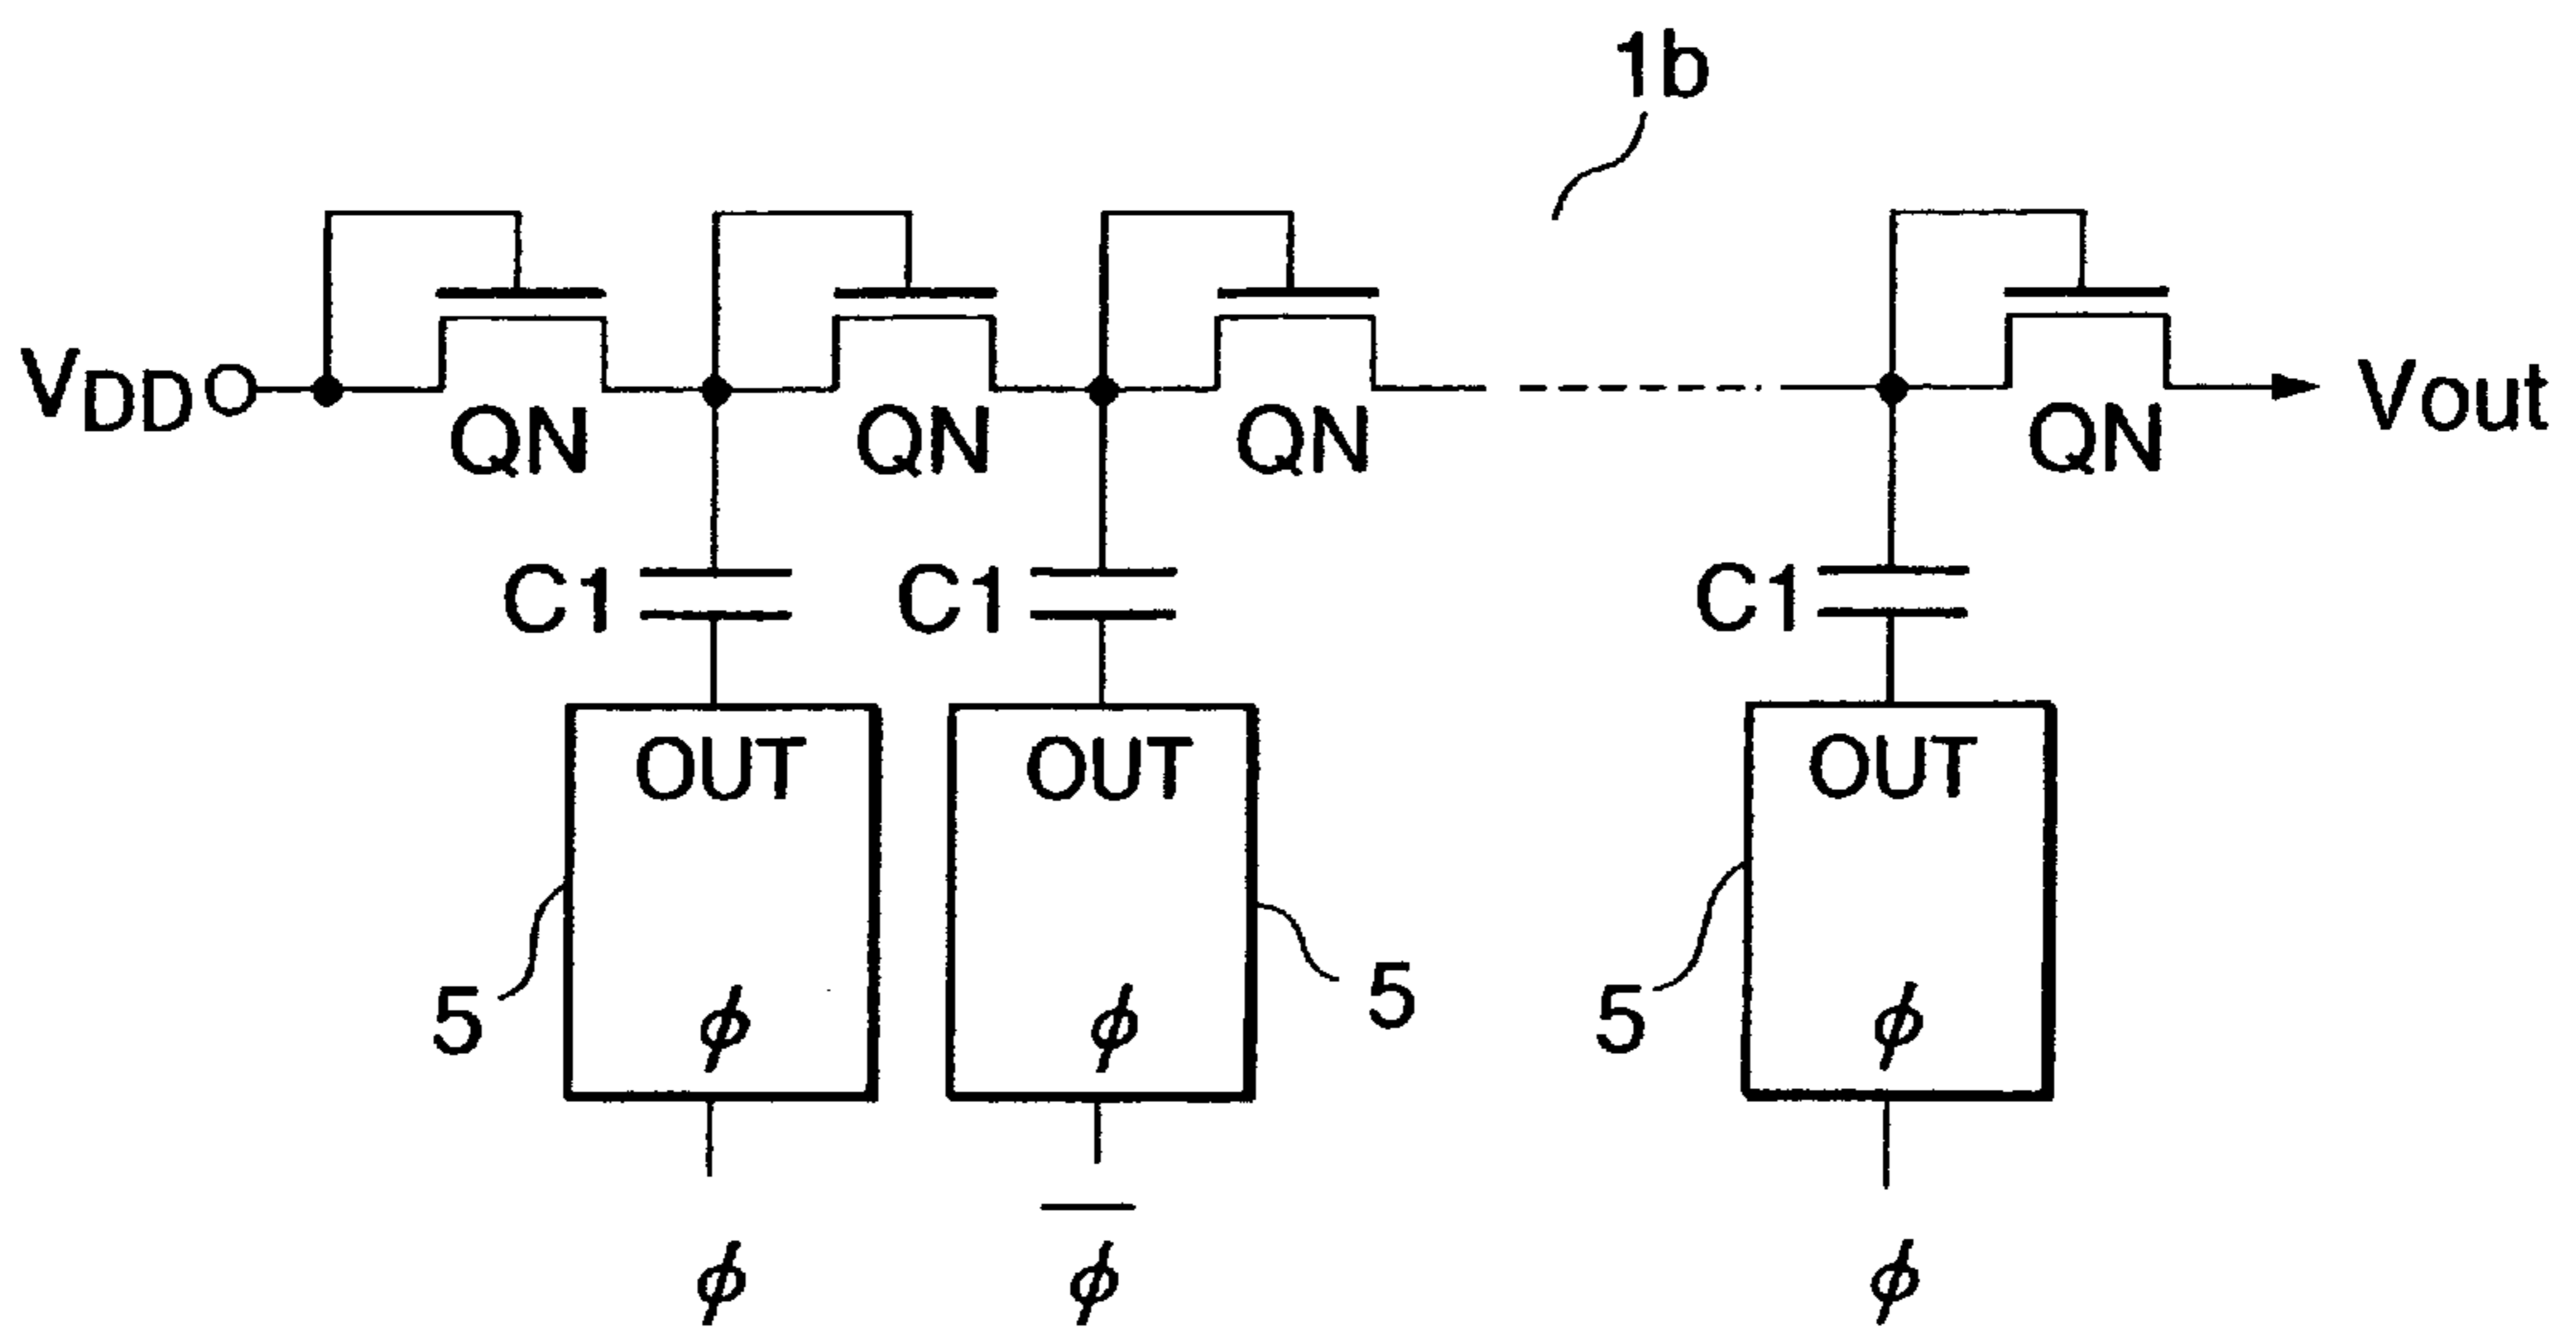 1b
VDD
Vout
QN QN QN QN
C1 C1 C1
OUT OUT OUT
5 5 5
ϕ ϕ ϕ
ϕ ϕ̅ ϕ